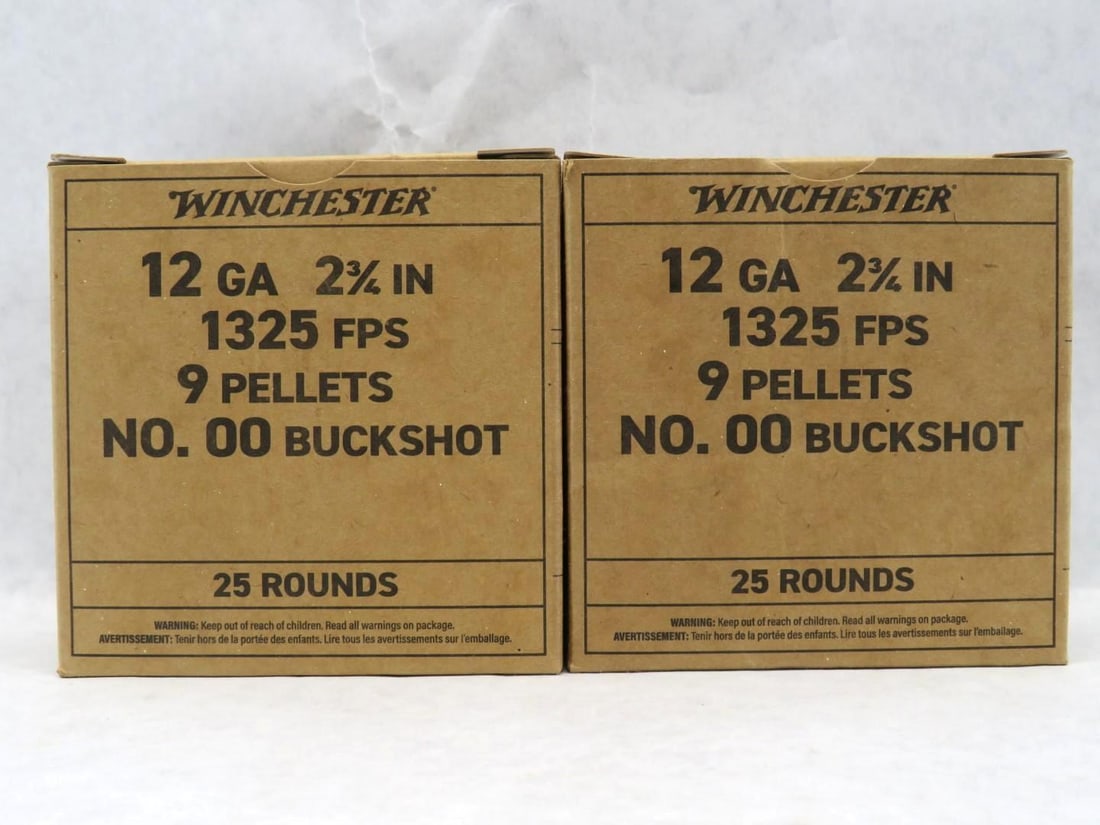 WINCHESTER®
12 GA 2¾ IN
1325 FPS
9 PELLETS
NO. 00 BUCKSHOT
25 ROUNDS
WARNING: Keep out of reach of children. Read all warnings on package.
AVERTISSEMENT: Tenir hors de la portée des enfants. Lire tous les avertissements sur l'emballage.
WINCHESTER®
12 GA 2¾ IN
1325 FPS
9 PELLETS
NO. 00 BUCKSHOT
25 ROUNDS
WARNING: Keep out of reach of children. Read all warnings on package.
AVERTISSEMENT: Tenir hors de la portée des enfants. Lire tous les avertissements sur l'emballage.